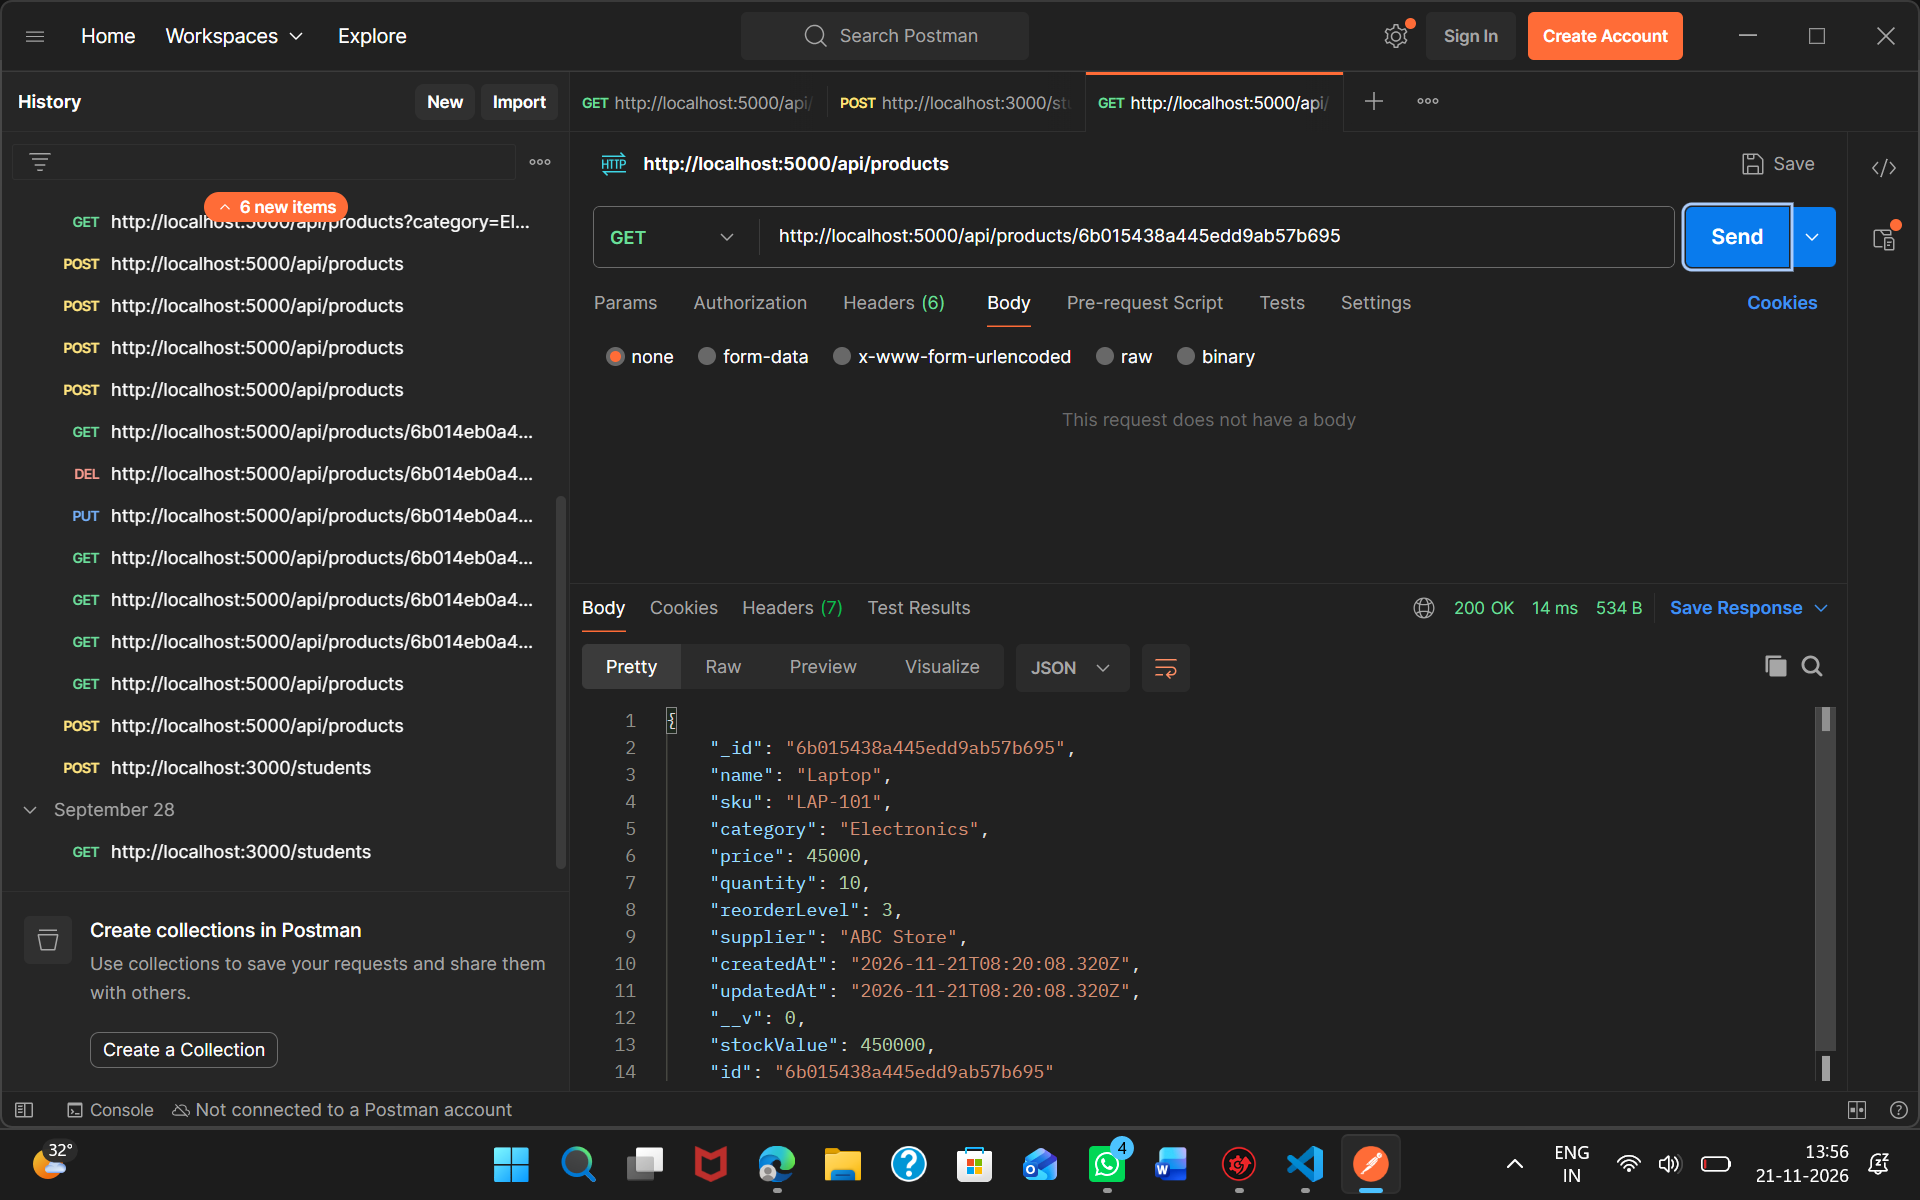 Home
Workspaces
Explore
Search Postman
Sign In
Create Account
History
New
Import
GET http://localhost:5000/api/
POST http://localhost:3000/stu
GET http://localhost:5000/api/
6 new items
GET http://localhost:5000/api/products?category=El...
POST http://localhost:5000/api/products
POST http://localhost:5000/api/products
POST http://localhost:5000/api/products
POST http://localhost:5000/api/products
GET http://localhost:5000/api/products/6b014eb0a4...
DEL http://localhost:5000/api/products/6b014eb0a4...
PUT http://localhost:5000/api/products/6b014eb0a4...
GET http://localhost:5000/api/products/6b014eb0a4...
GET http://localhost:5000/api/products/6b014eb0a4...
GET http://localhost:5000/api/products/6b014eb0a4...
GET http://localhost:5000/api/products
POST http://localhost:5000/api/products
POST http://localhost:3000/students
September 28
GET http://localhost:3000/students
Create collections in Postman
Use collections to save your requests and share them
with others.
Create a Collection
HTTP http://localhost:5000/api/products
Save
GET http://localhost:5000/api/products/6b015438a445edd9ab57b695
Send
Params Authorization Headers (6) Body Pre-request Script Tests Settings Cookies
none form-data x-www-form-urlencoded raw binary
This request does not have a body
Body Cookies Headers (7) Test Results 200 OK 14 ms 534 B Save Response
Pretty Raw Preview Visualize JSON
1 {
2 "_id": "6b015438a445edd9ab57b695",
3 "name": "Laptop",
4 "sku": "LAP-101",
5 "category": "Electronics",
6 "price": 45000,
7 "quantity": 10,
8 "reorderLevel": 3,
9 "supplier": "ABC Store",
10 "createdAt": "2026-11-21T08:20:08.320Z",
11 "updatedAt": "2026-11-21T08:20:08.320Z",
12 "__v": 0,
13 "stockValue": 450000,
14 "id": "6b015438a445edd9ab57b695"
Console Not connected to a Postman account
32°
4
ENG
IN
13:56
21-11-2026